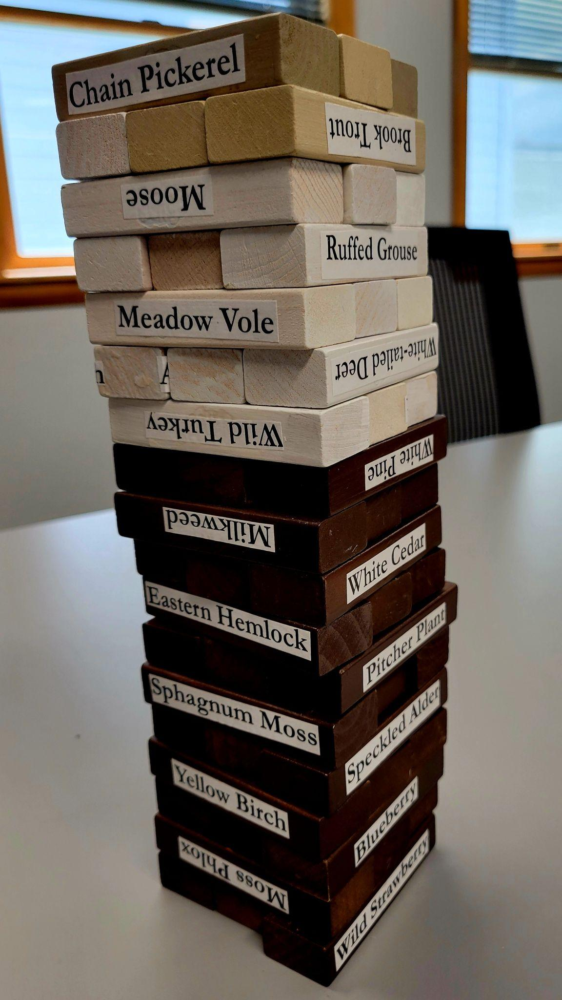 Chain Pickerel
Brook Trout
Moose
Ruffed Grouse
Meadow Vole
White-tailed Deer
n
A
Wild Turkey
White Pine
Milkweed
White Cedar
Eastern Hemlock
Pitcher Plant
Sphagnum Moss
Speckled Alder
Yellow Birch
Blueberry
Moss Phlox
Wild Strawberry